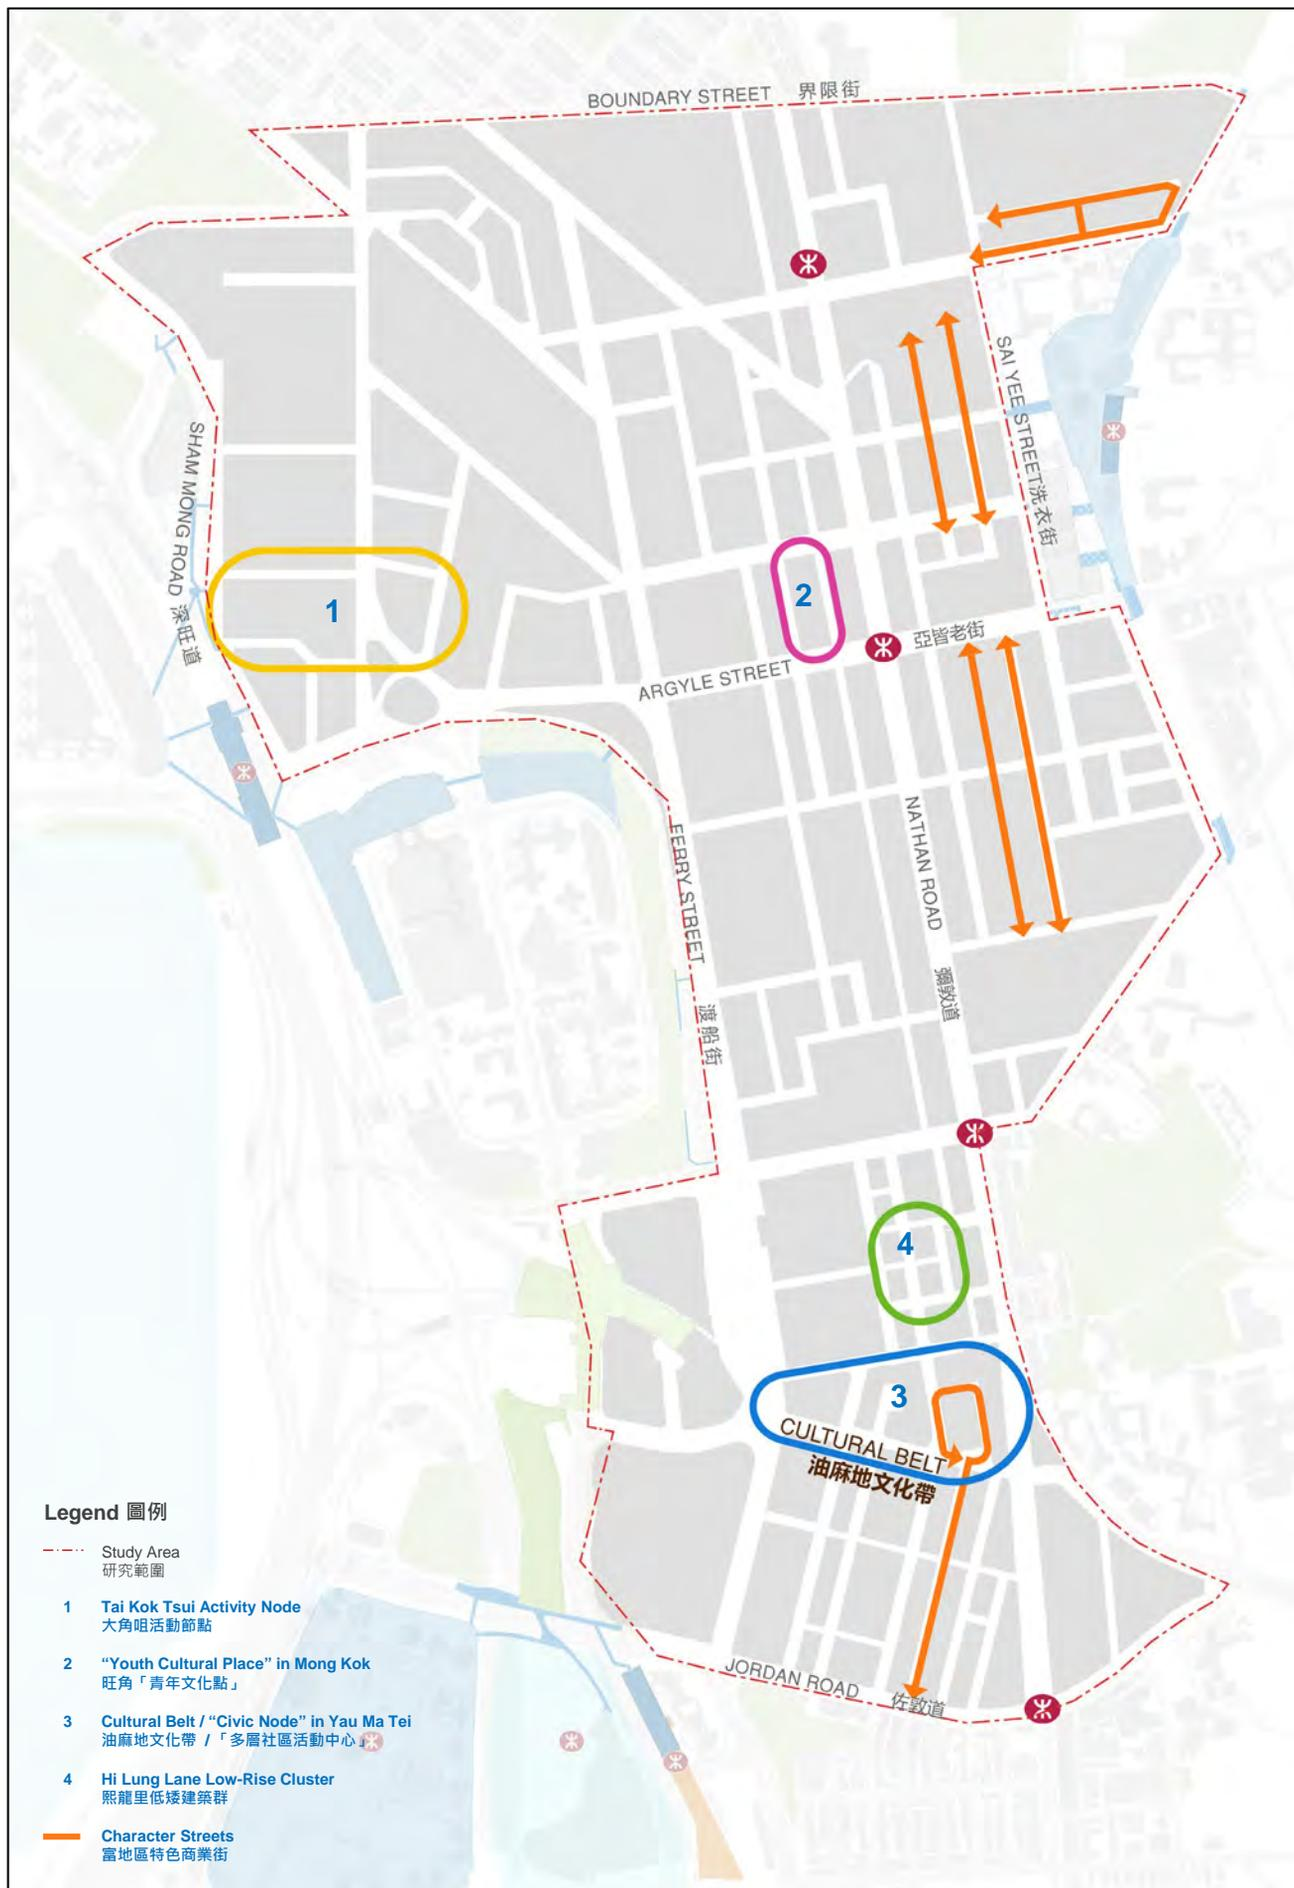 BOUNDARY STREET 界限街
SAI YEE STREET洗衣街
SHAM MONG ROAD 深旺道
1
2
亞皆老街
ARGYLE STREET
NATHAN ROAD 彌敦道
FERRY STREET 渡船街
4
3
CULTURAL BELT
油麻地文化帶
JORDAN ROAD 佐敦道
Legend 圖例
Study Area
研究範圍
1 Tai Kok Tsui Activity Node
大角咀活動節點
2 “Youth Cultural Place” in Mong Kok
旺角「青年文化點」
3 Cultural Belt / “Civic Node” in Yau Ma Tei
油麻地文化帶 /「多層社區活動中心」
4 Hi Lung Lane Low-Rise Cluster
熙龍里低矮建築群
Character Streets
富地區特色商業街